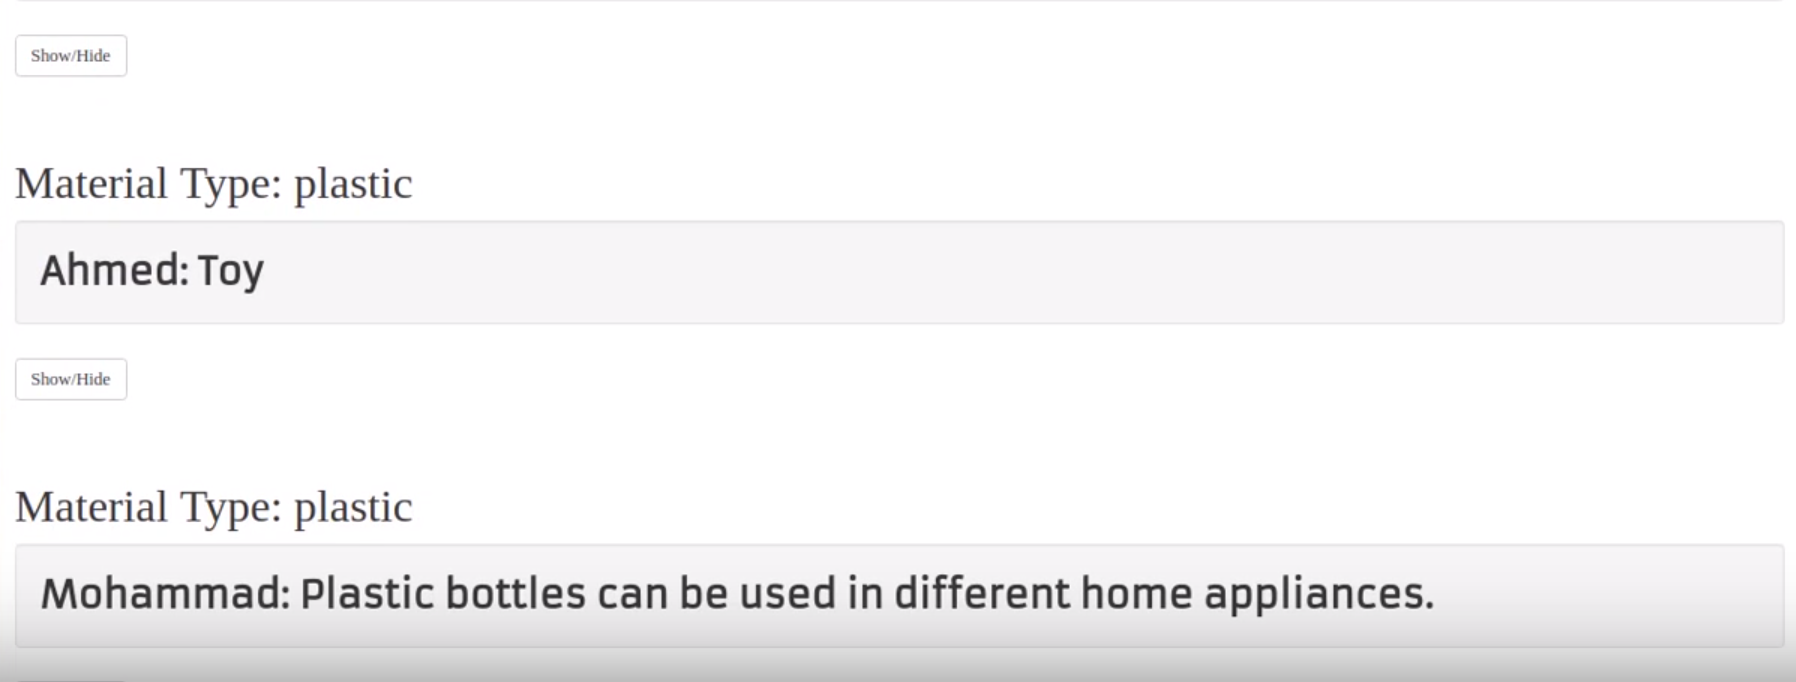 Show/Hide
Material Type: plastic
Ahmed: Toy
Show/Hide
Material Type: plastic
Mohammad: Plastic bottles can be used in different home appliances.